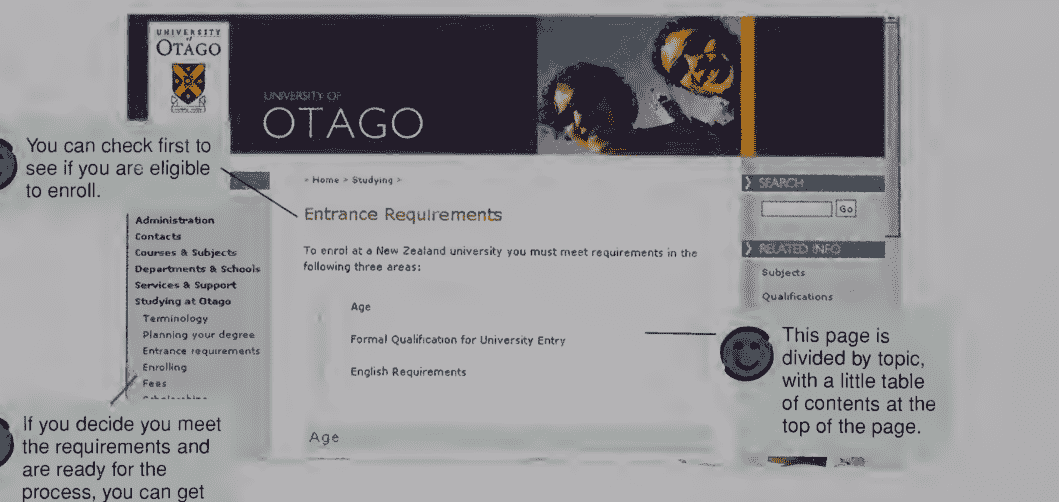 UNIVERSITY
of
OTAGO
UNIVERSITY OF
OTAGO
You can check first to
see if you are eligible
to enroll.
> Home > Studying >
Entrance Requirements
To enrol at a New Zealand university you must meet requirements in the
following three areas:
Age
Formal Qualification for University Entry
English Requirements
Age
Administration
Contacts
Courses & Subjects
Departments & Schools
Services & Support
Studying at Otago
Terminology
Planning your degree
Entrance requirements
Enrolling
Fees
If you decide you meet
the requirements and
are ready for the
process, you can get
SEARCH
Go
RELATED INFO
Subjects
Qualifications
This page is
divided by topic,
with a little table
of contents at the
top of the page.